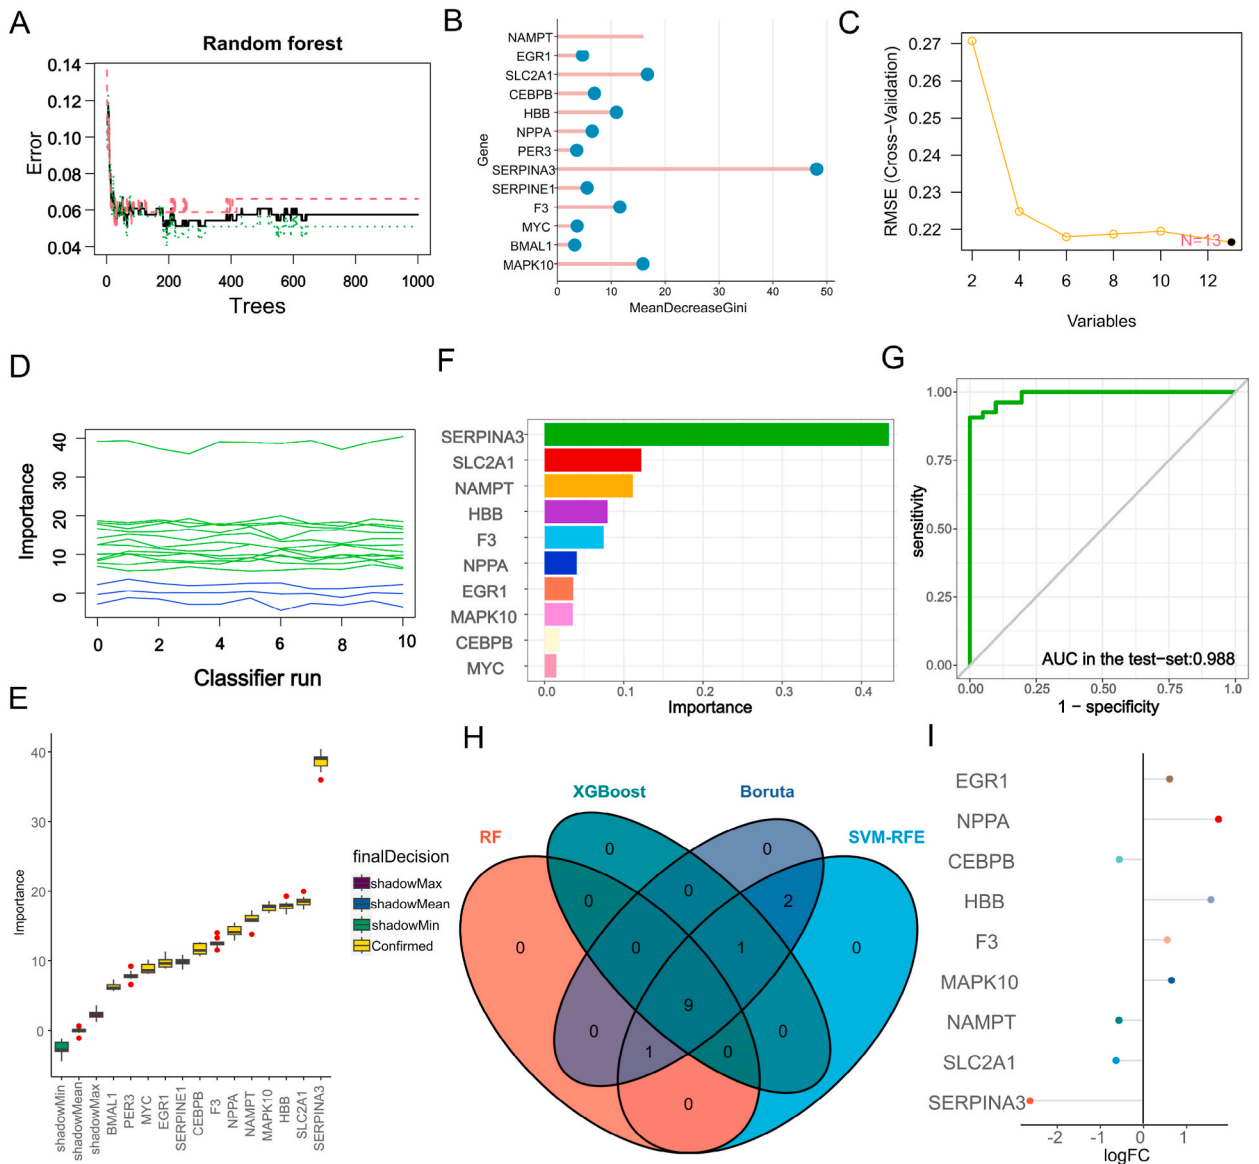 A
Random forest
Error
0.14
0.12
0.10
0.08
0.06
0.04
0 200 400 600 800 1000
Trees
B
Gene
NAMPT
EGR1
SLC2A1
CEBPB
HBB
NPPA
PER3
SERPINA3
SERPINE1
F3
MYC
BMAL1
MAPK10
0 10 20 30 40 50
MeanDecreaseGini
C
RMSE (Cross-Validation)
0.27
0.26
0.25
0.24
0.23
0.22
N=13
2 4 6 8 10 12
Variables
D
Importance
40
30
20
10
0
0 2 4 6 8 10
Classifier run
F
SERPINA3
SLC2A1
NAMPT
HBB
F3
NPPA
EGR1
MAPK10
CEBPB
MYC
0.0 0.1 0.2 0.3 0.4
Importance
G
sensitivity
1.00
0.75
0.50
0.25
0.00
AUC in the test-set:0.988
0.00 0.25 0.50 0.75 1.0
1 - specificity
E
Importance
40
30
20
10
0
shadowMin
shadowMean
shadowMax
BMAL1
PER3
MYC
EGR1
SERPINE1
CEBPB
F3
NPPA
NAMPT
MAPK10
HBB
SLC2A1
SERPINA3
finalDecision
shadowMax
shadowMean
shadowMin
Confirmed
H
XGBoost Boruta
RF SVM-RFE
0 0
0 0 2
0 0 1 0
9
0 0
1 0
0
I
EGR1
NPPA
CEBPB
HBB
F3
MAPK10
NAMPT
SLC2A1
SERPINA3
-2 -1 0 1
logFC